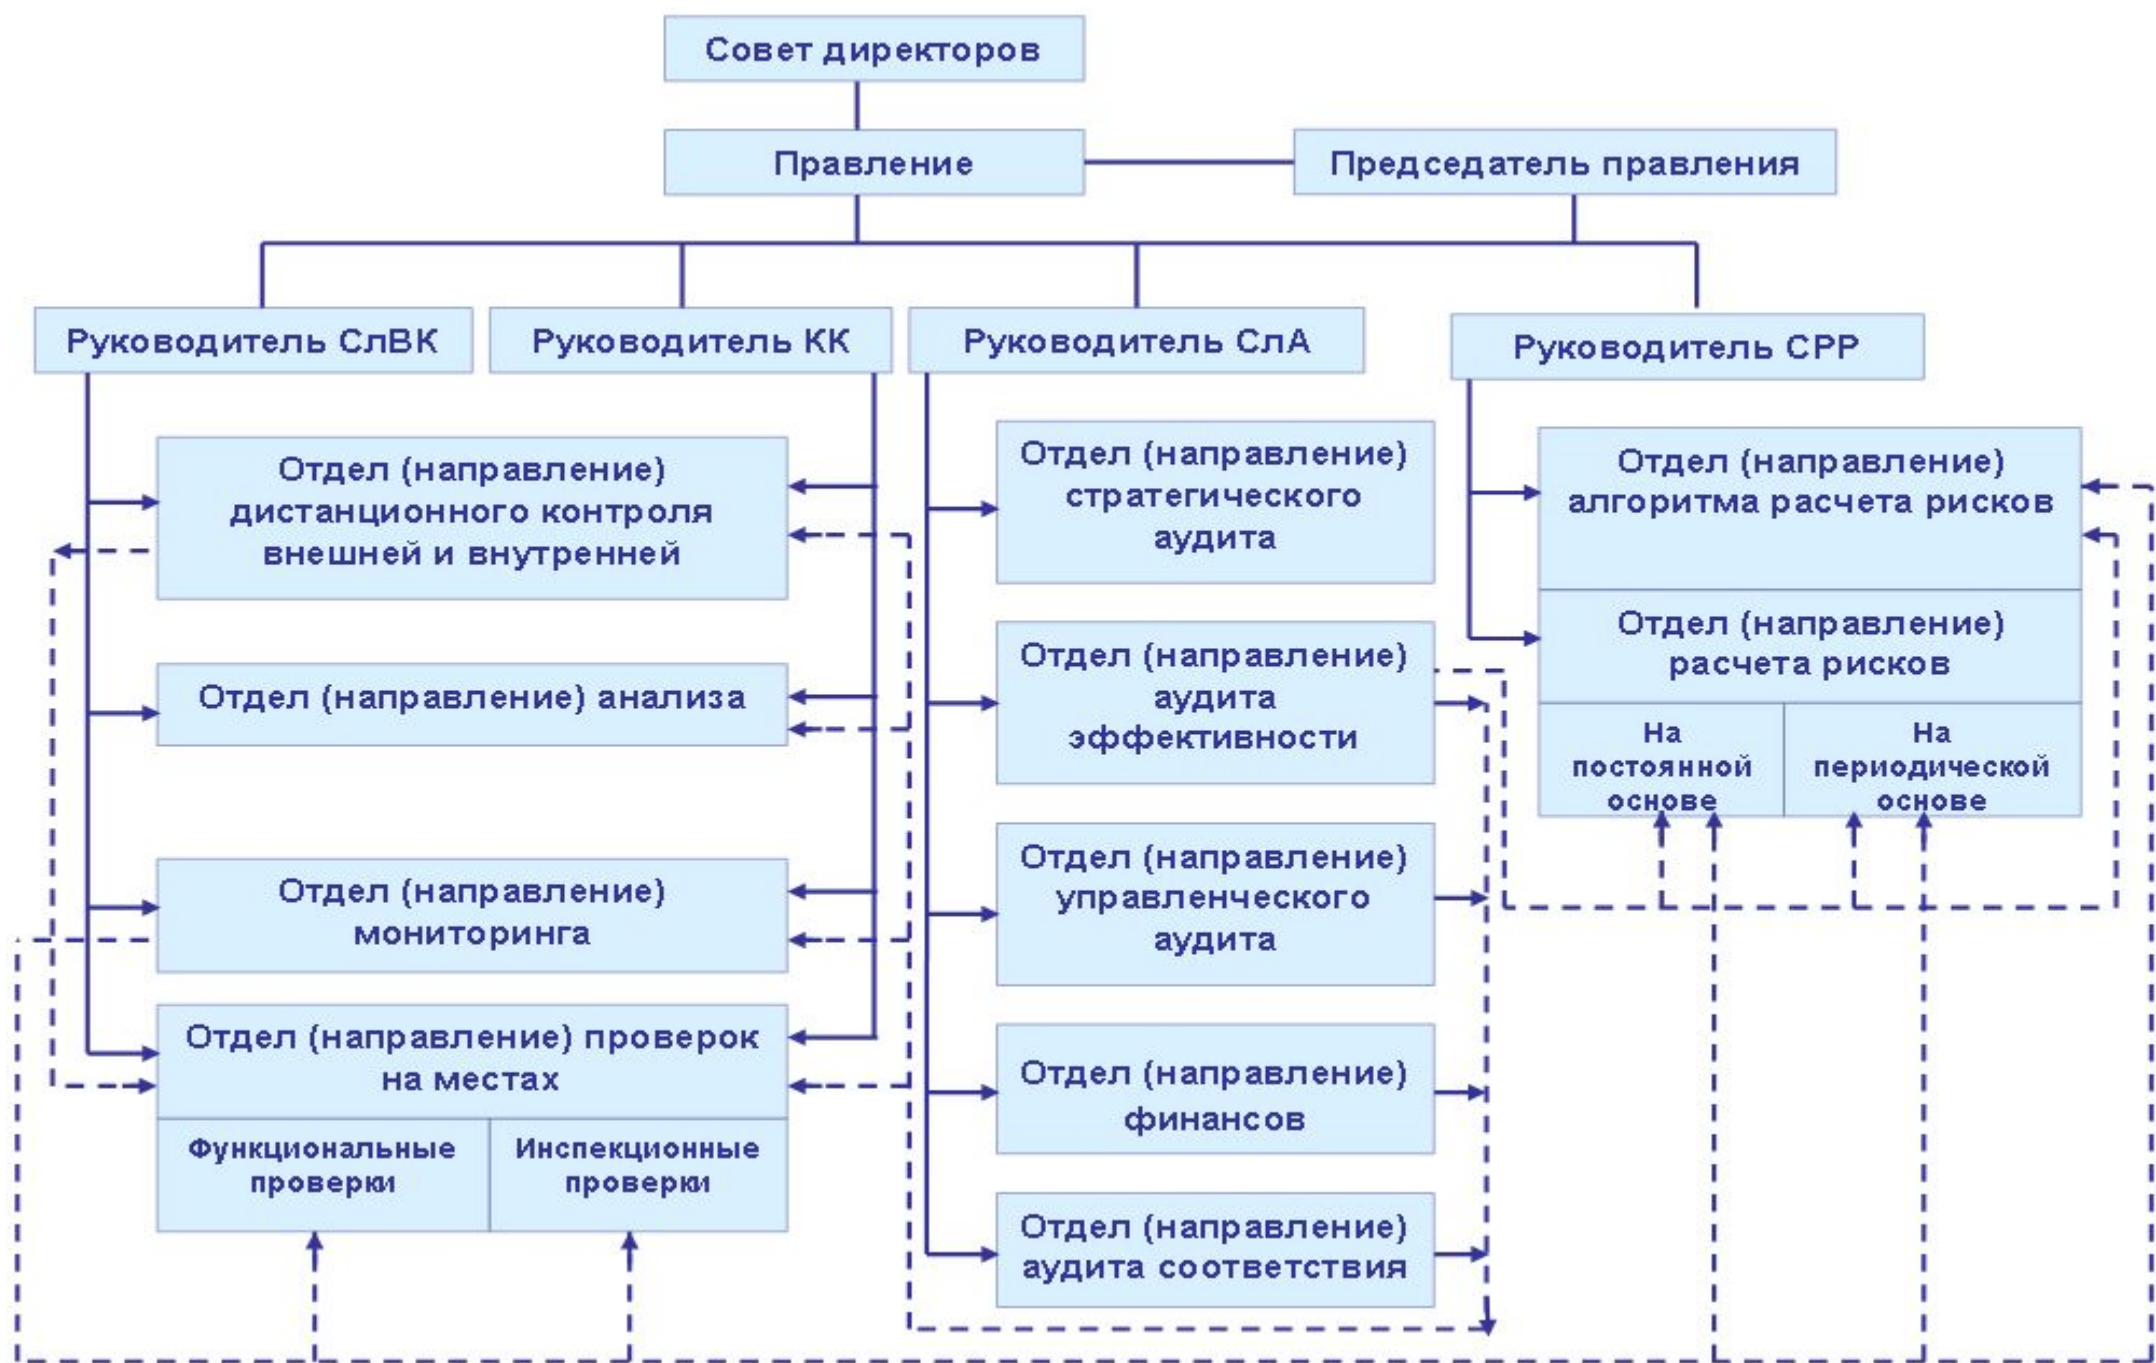 Совет директоров
Правление
Председатель правления
Руководитель СлВК
Руководитель КК
Руководитель СлА
Руководитель СРР
Отдел (направление)
дистанционного контроля
внешней и внутренней
Отдел (направление) анализа
Отдел (направление)
мониторинга
Отдел (направление) проверок
на местах
Функциональные
проверки
Инспекционные
проверки
Отдел (направление)
стратегического
аудита
Отдел (направление)
аудита
эффективности
Отдел (направление)
управленческого
аудита
Отдел (направление)
финансов
Отдел (направление)
аудита соответствия
Отдел (направление)
алгоритма расчета рисков
Отдел (направление)
расчета рисков
На
постоянной
основе
На
периодической
основе